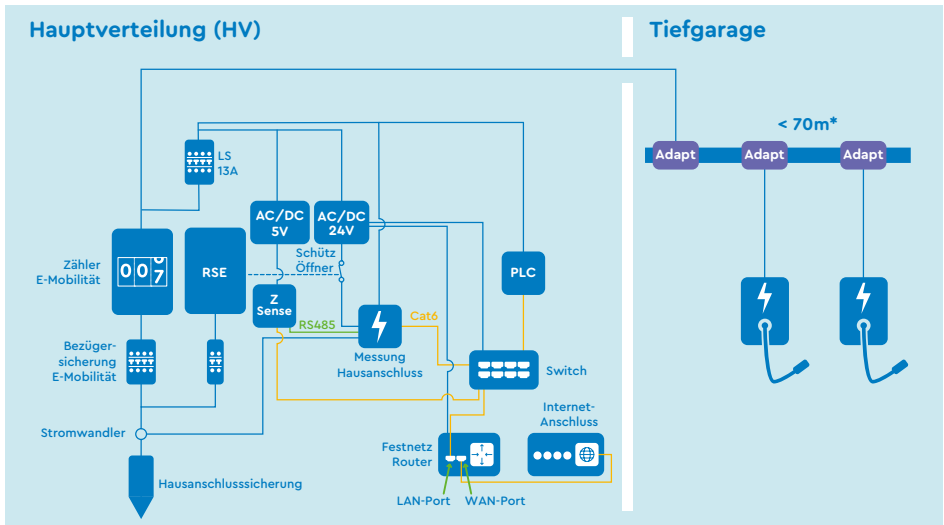 Hauptverteilung (HV)
Tiefgarage
< 70m*
Adapt
Adapt
Adapt
LS
13A
AC/DC
5V
AC/DC
24V
Schütz
Öffner
Zähler
E-Mobilität
007
RSE
PLC
Z
Sense
RS485
Cat6
Messung
Hausanschluss
Bezüger-
sicherung
E-Mobilität
Switch
Internet-
Anschluss
Stromwandler
Festnetz
Router
Hausanschlusssicherung
LAN-Port
WAN-Port